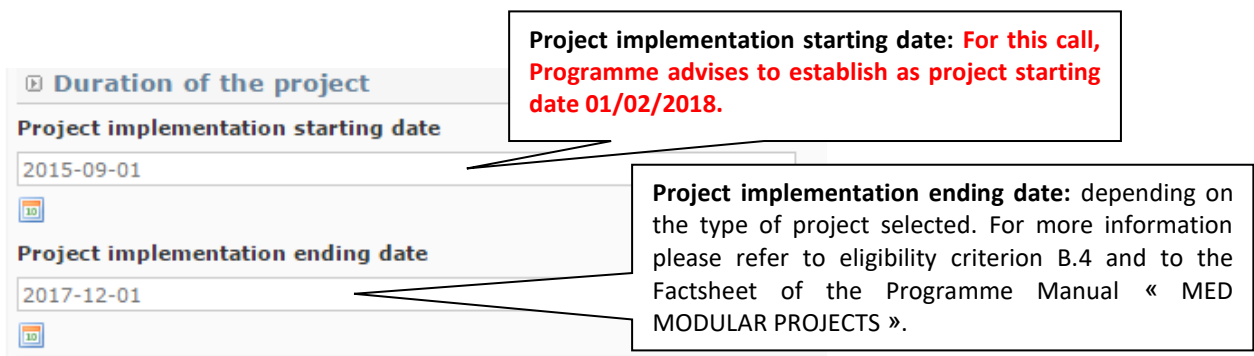 Project implementation starting date: For this call,
Programme advises to establish as project starting
date 01/02/2018.
Duration of the project
Project implementation starting date
2015-09-01
10
Project implementation ending date: depending on
the type of project selected. For more information
please refer to eligibility criterion B.4 and to the
Factsheet of the Programme Manual « MED
MODULAR PROJECTS ».
Project implementation ending date
2017-12-01
10